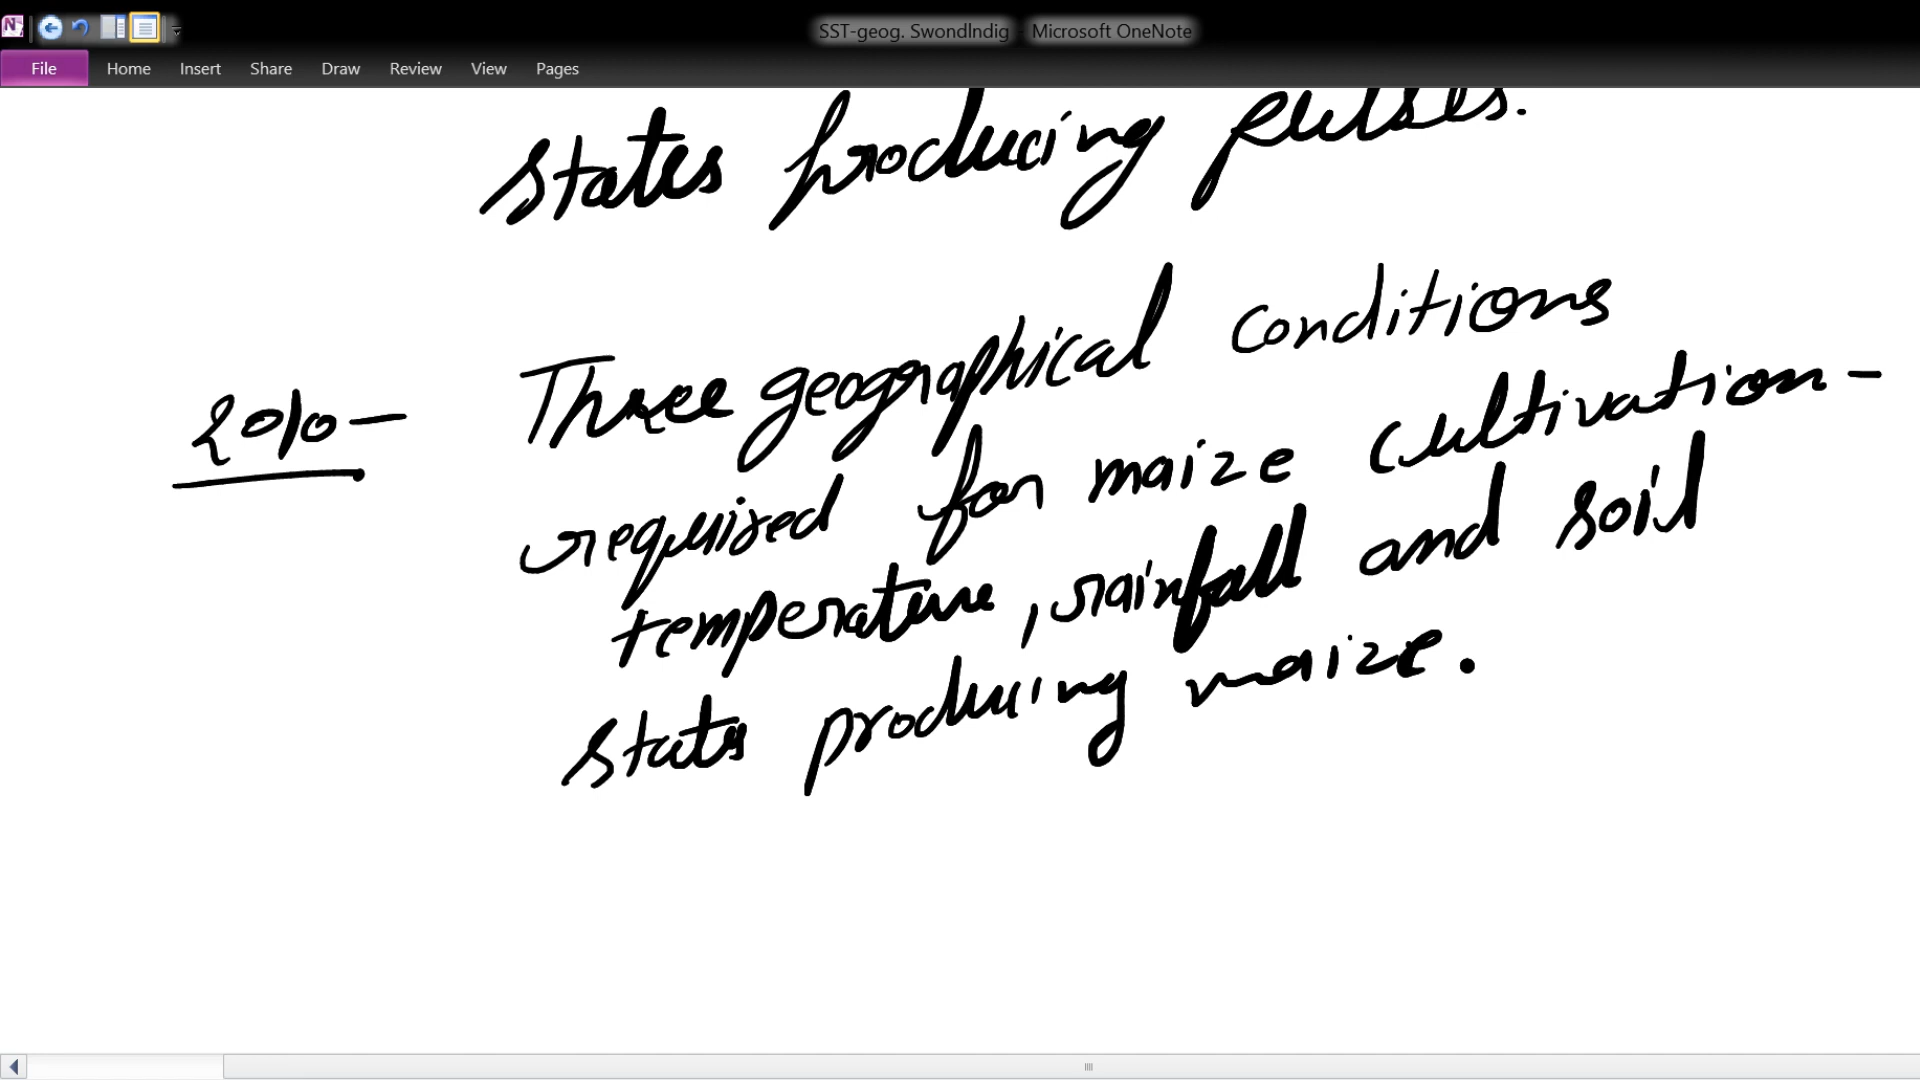 SST-geog. SwondIndig - Microsoft OneNote
File Home Insert Share Draw Review View Pages
states producing pulses.
2010- Three geographical conditions
required for maize cultivation-
temperature, rainfall and soil
states producing maize.